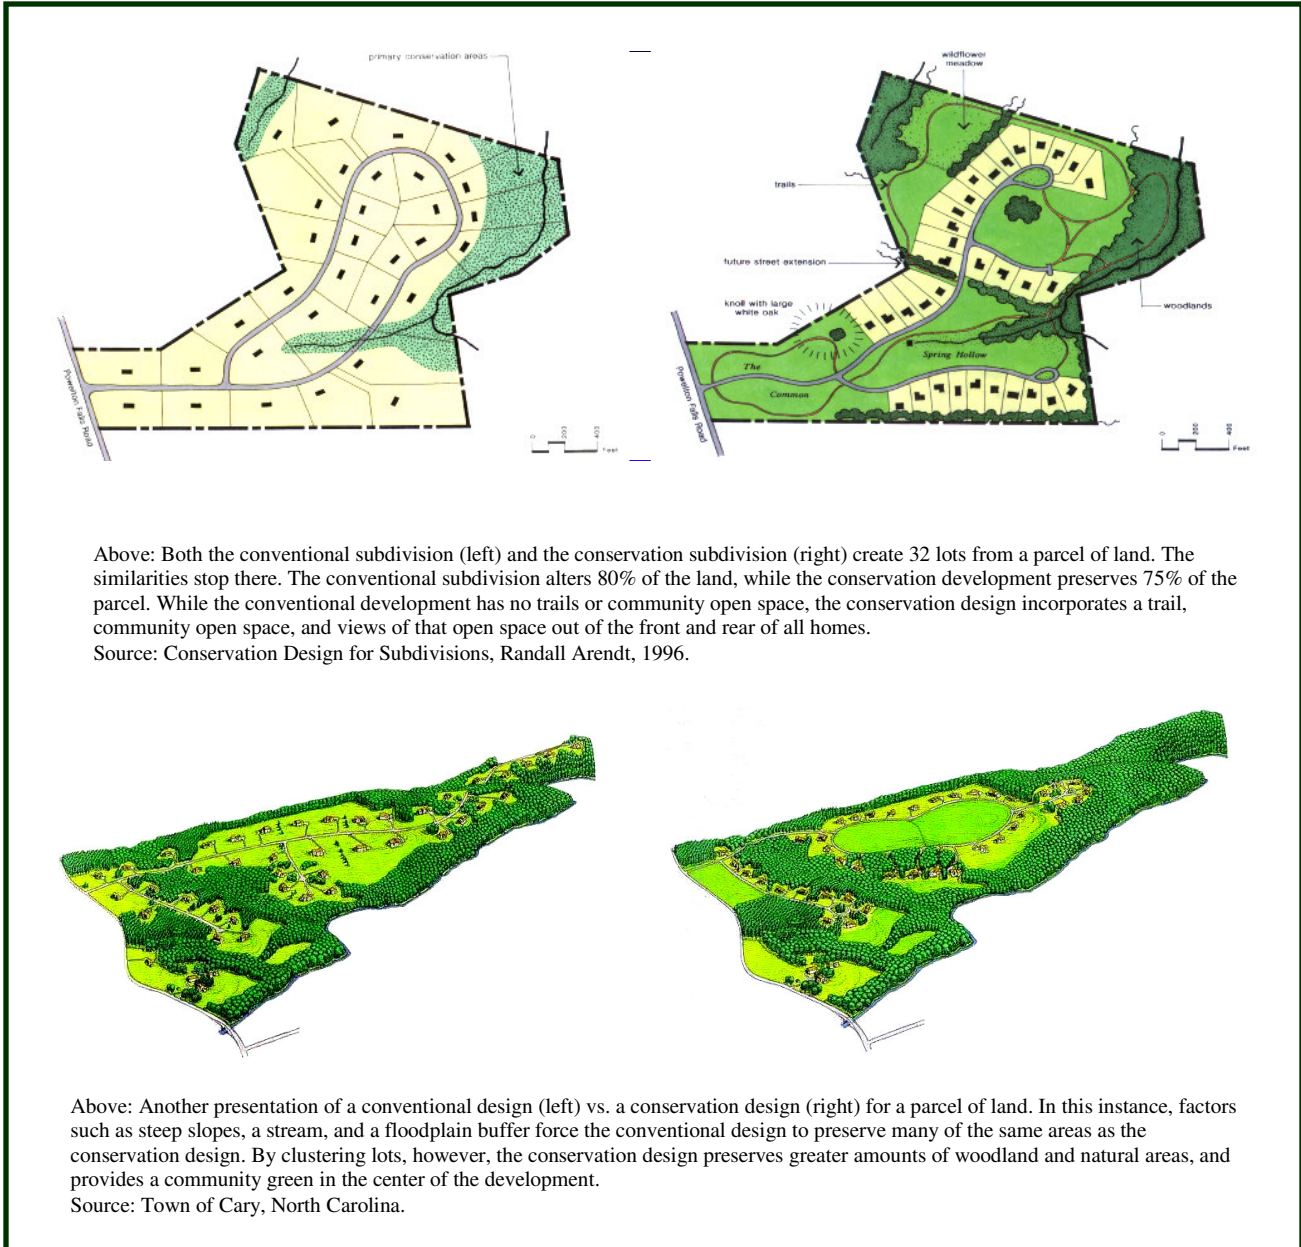 primary conservation areas
Powelton Falls Road
0 200 400
Feet
wildflower
meadow
trails
future street extension
knoll with large
white oak
woodlands
The
Common
Spring Hollow
Powelton Falls Road
0 200 400
Feet
Above: Both the conventional subdivision (left) and the conservation subdivision (right) create 32 lots from a parcel of land. The
similarities stop there. The conventional subdivision alters 80% of the land, while the conservation development preserves 75% of the
parcel. While the conventional development has no trails or community open space, the conservation design incorporates a trail,
community open space, and views of that open space out of the front and rear of all homes.
Source: Conservation Design for Subdivisions, Randall Arendt, 1996.
Above: Another presentation of a conventional design (left) vs. a conservation design (right) for a parcel of land. In this instance, factors
such as steep slopes, a stream, and a floodplain buffer force the conventional design to preserve many of the same areas as the
conservation design. By clustering lots, however, the conservation design preserves greater amounts of woodland and natural areas, and
provides a community green in the center of the development.
Source: Town of Cary, North Carolina.